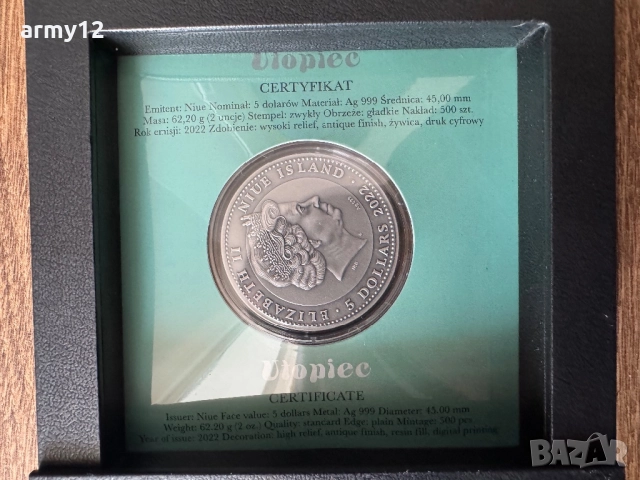 army12
Utopiec
CERTYFIKAT
Emitent: Niue Nominał: 5 dolarów Materiał: Ag 999 Średnica: 45,00 mm
Masa: 62,20 g (2 uncje) Stempel: zwykły Obrzeże: gładkie Nakład: 500 szt.
Rok emisji: 2022 Zdobienie: wysoki relief, antique finish, żywica, druk cyfrowy
ELIZABETH II NIUE ISLAND 2022 5 DOLLARS
Utopiec
CERTIFICATE
Issuer: Niue Face value: 5 dollars Metal: Ag 999 Diameter: 45.00 mm
Weight: 62.20 g (2 oz.) Quality: standard Edge: plain Mintage: 500 pcs.
Year of issue: 2022 Decoration: high relief, antique finish, resin fill, digital printing
bazar